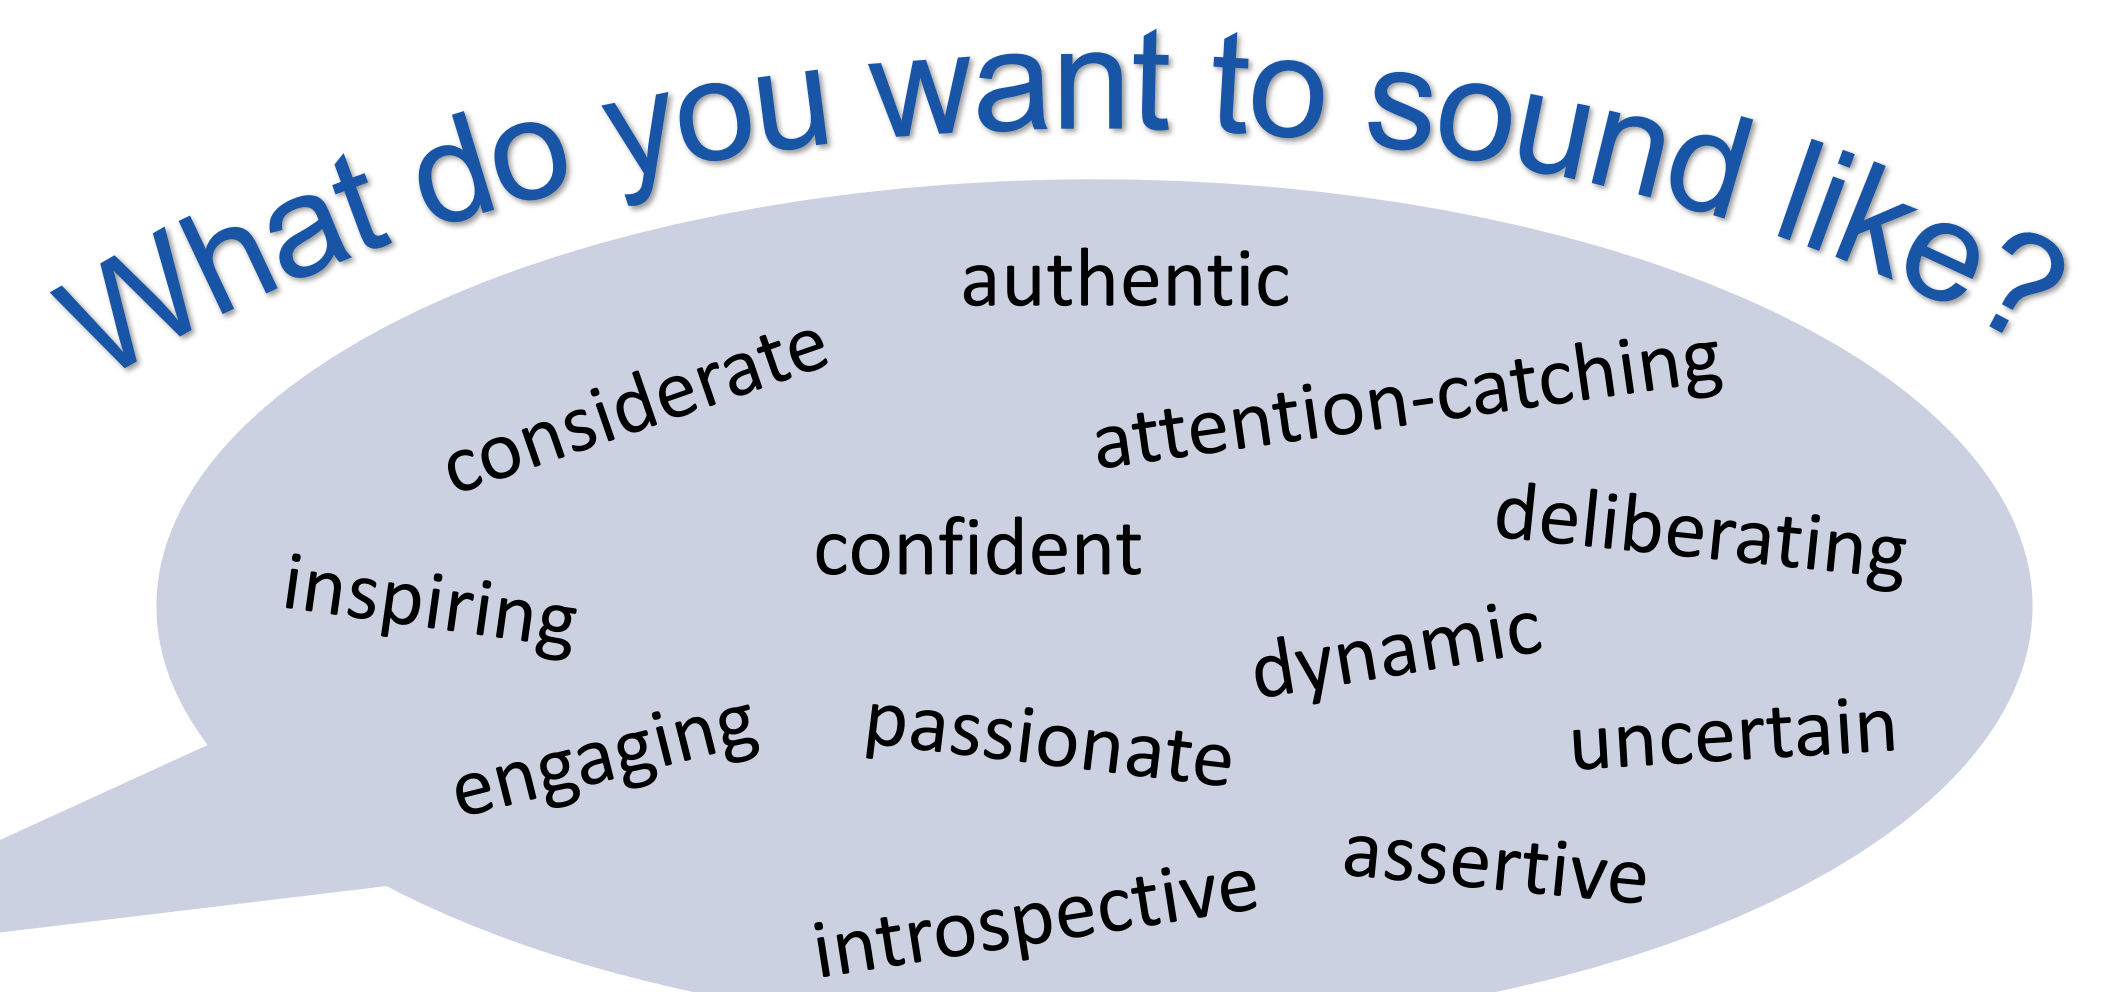 What do you want to sound like?
authentic
considerate
attention-catching
confident
deliberating
inspiring
dynamic
engaging
passionate
uncertain
assertive
introspective